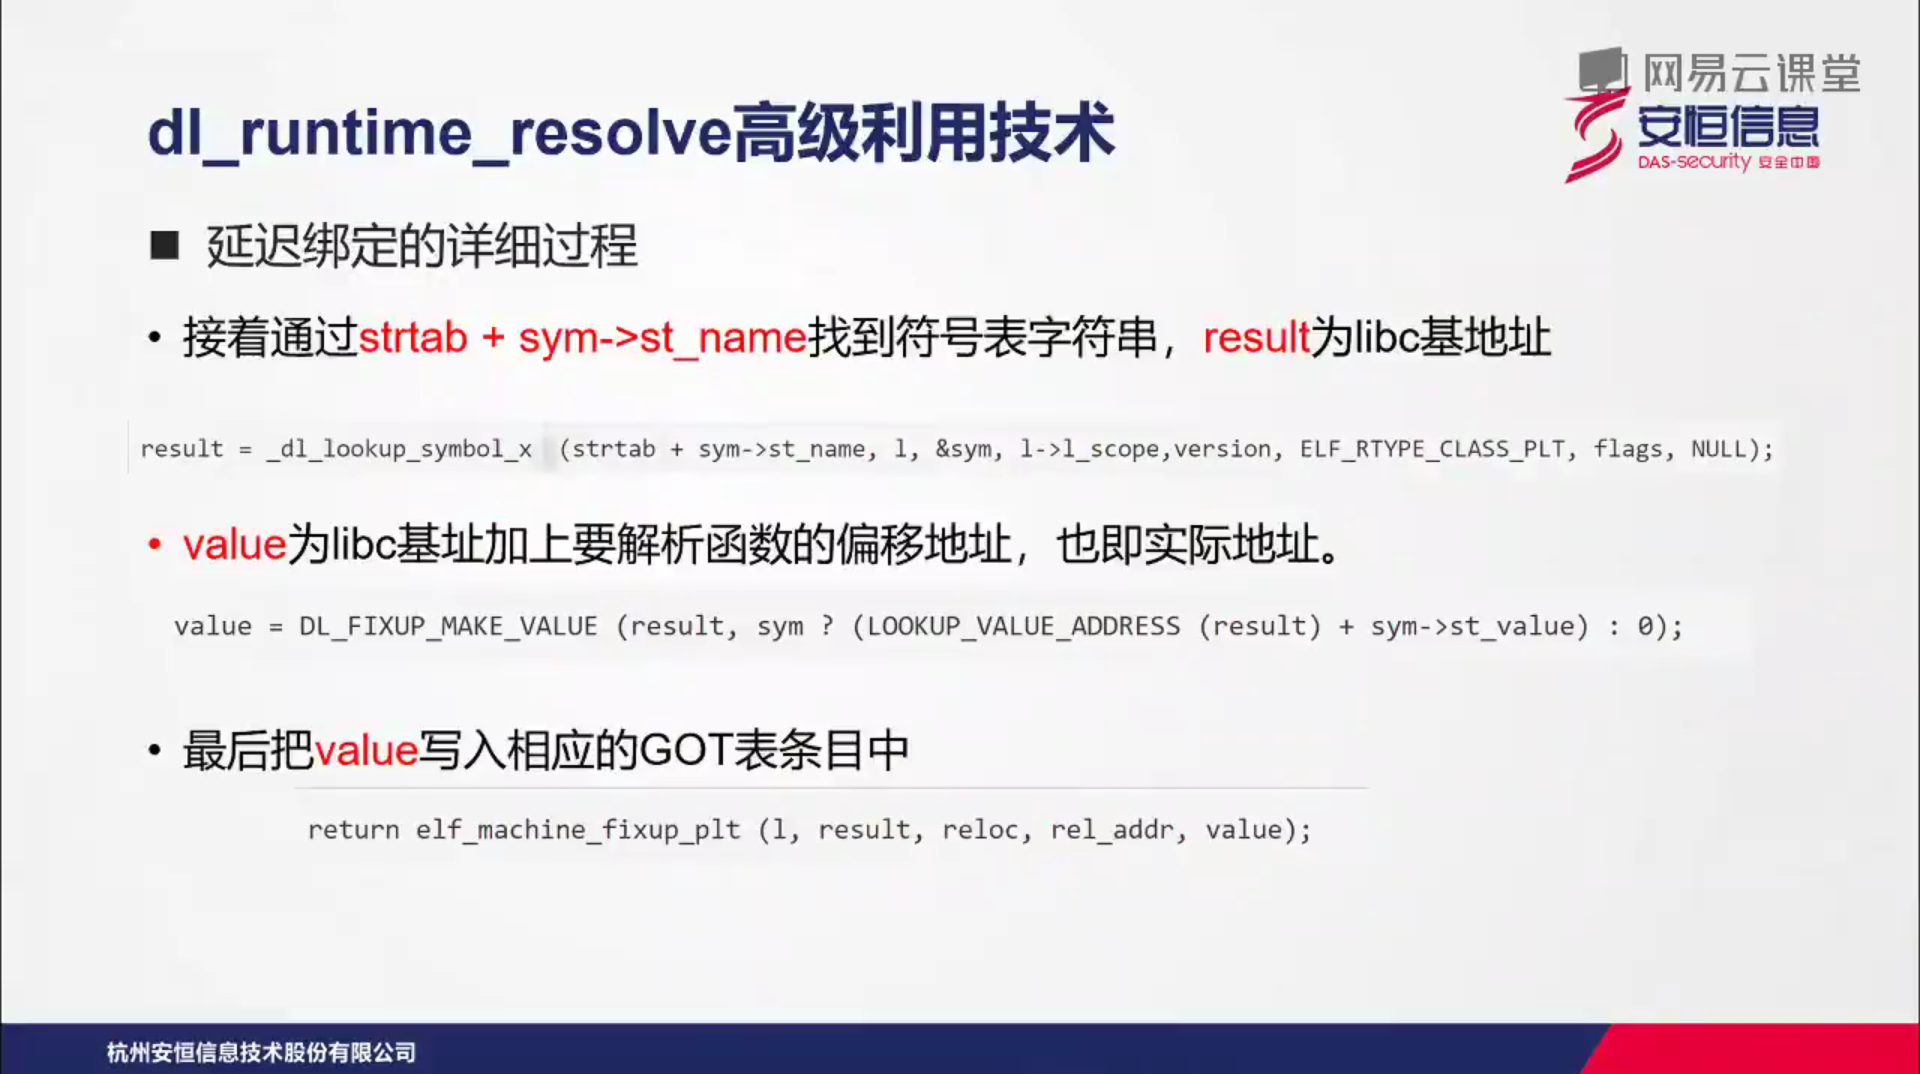 网易云课堂
安恒信息
DAS-security 安全中国
dl_runtime_resolve高级利用技术
■ 延迟绑定的详细过程
• 接着通过strtab + sym->st_name找到符号表字符串，result为libc基地址
result = _dl_lookup_symbol_x (strtab + sym->st_name, l, &sym, l->l_scope,version, ELF_RTYPE_CLASS_PLT, flags, NULL);
• value为libc基址加上要解析函数的偏移地址，也即实际地址。
value = DL_FIXUP_MAKE_VALUE (result, sym ? (LOOKUP_VALUE_ADDRESS (result) + sym->st_value) : 0);
• 最后把value写入相应的GOT表条目中
return elf_machine_fixup_plt (l, result, reloc, rel_addr, value);
杭州安恒信息技术股份有限公司